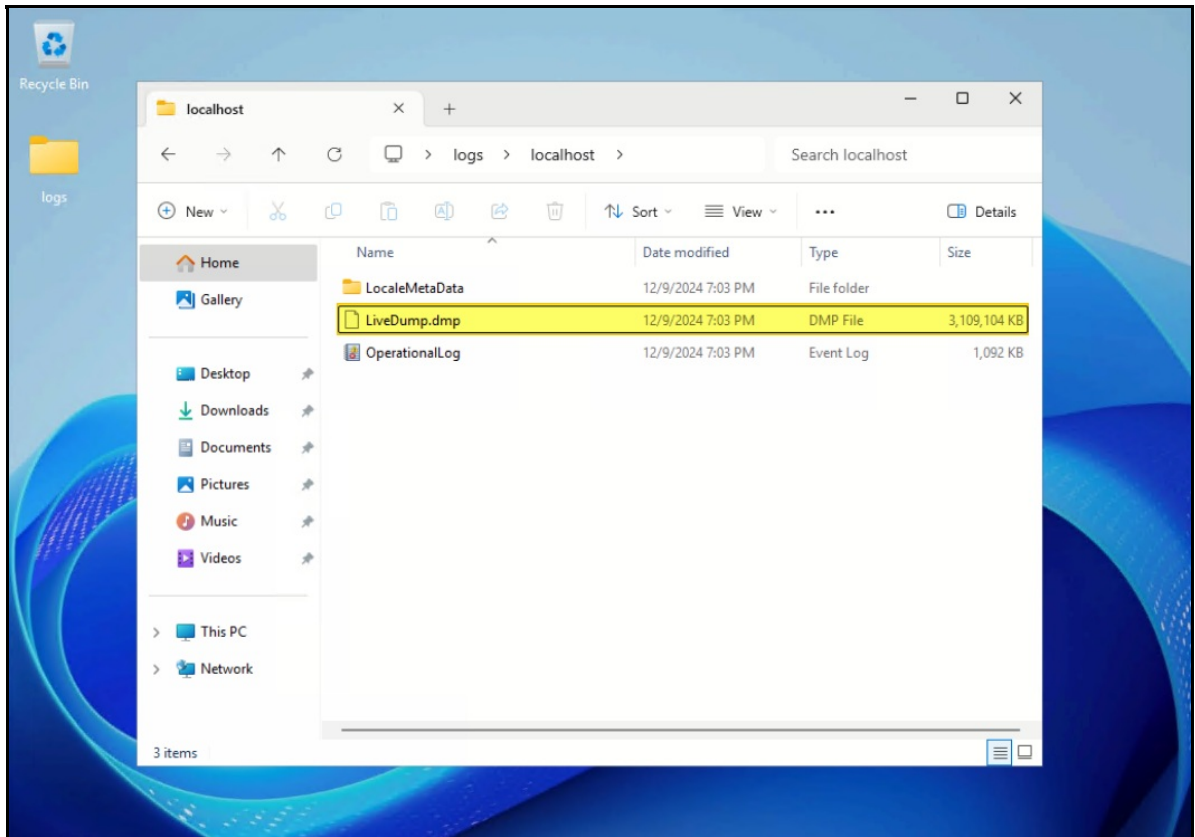 Recycle Bin
logs
localhost
logs > localhost >
Search localhost
New
Sort
View
Details
Name Date modified Type Size
LocaleMetaData 12/9/2024 7:03 PM File folder
LiveDump.dmp 12/9/2024 7:03 PM DMP File 3,109,104 KB
OperationalLog 12/9/2024 7:03 PM Event Log 1,092 KB
Home
Gallery
Desktop
Downloads
Documents
Pictures
Music
Videos
This PC
Network
3 items